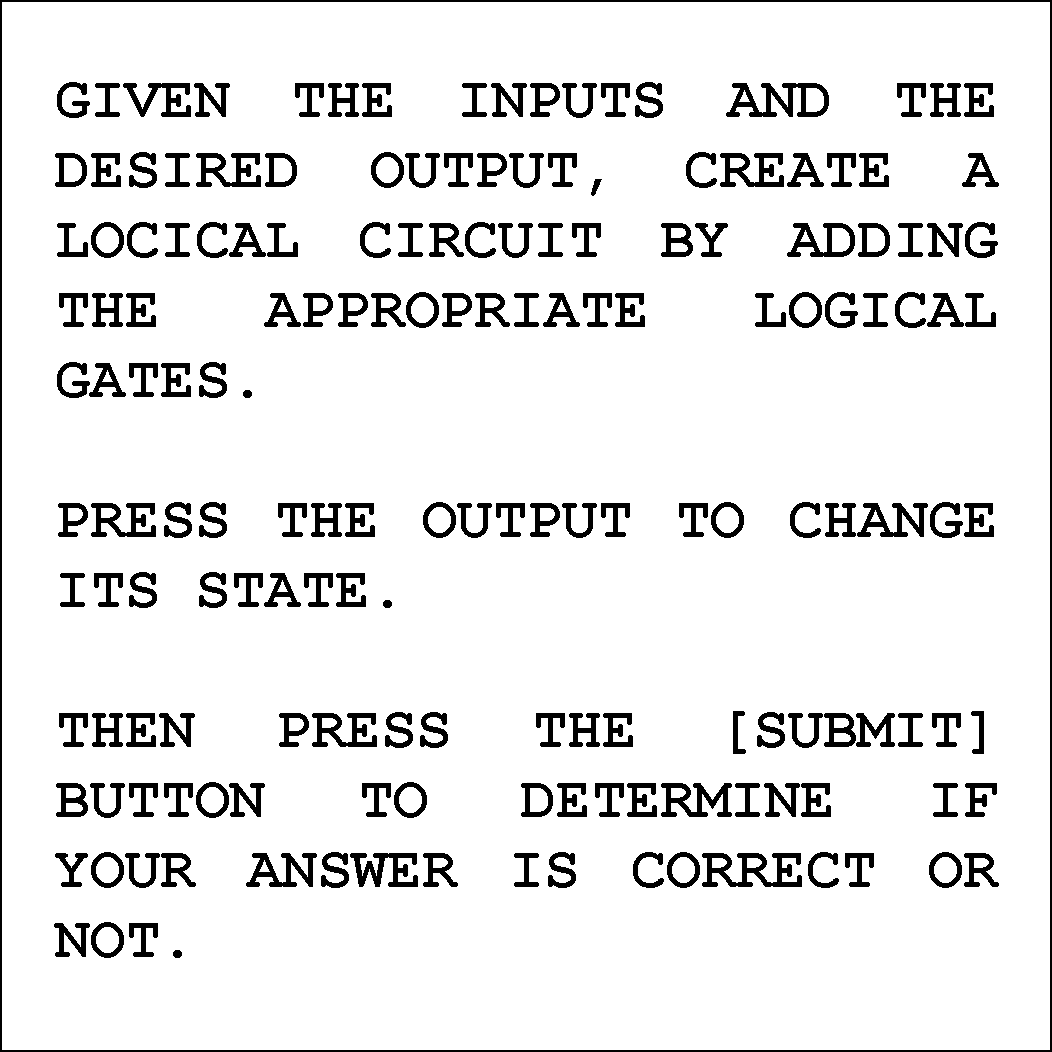 GIVEN THE INPUTS AND THE
DESIRED OUTPUT, CREATE A
LOCICAL CIRCUIT BY ADDING
THE APPROPRIATE LOGICAL
GATES.
PRESS THE OUTPUT TO CHANGE
ITS STATE.
THEN PRESS THE [SUBMIT]
BUTTON TO DETERMINE IF
YOUR ANSWER IS CORRECT OR
NOT.